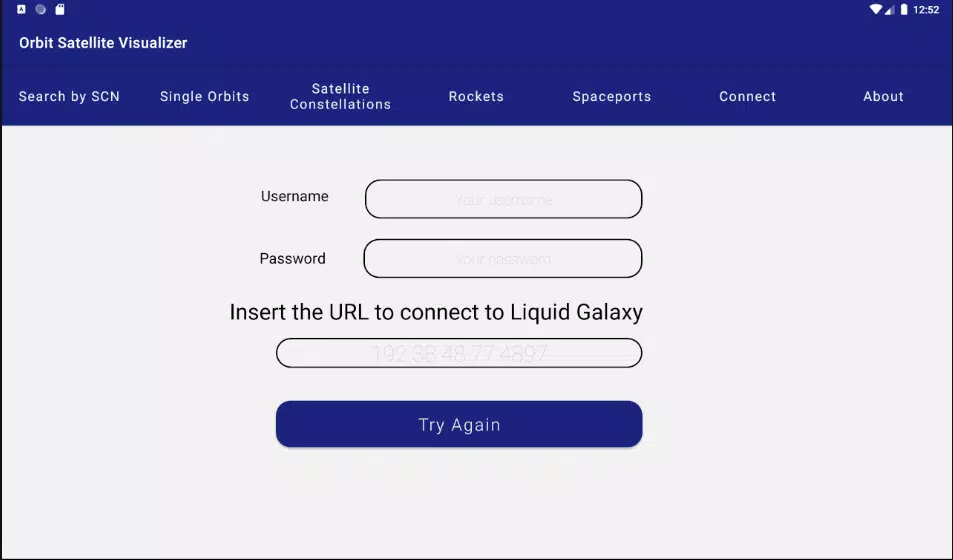 12:52
Orbit Satellite Visualizer
Search by SCN
Single Orbits
Satellite
Constellations
Rockets
Spaceports
Connect
About
Username
Your username
Password
Your password
Insert the URL to connect to Liquid Galaxy
192.38.48.77:4897
Try Again